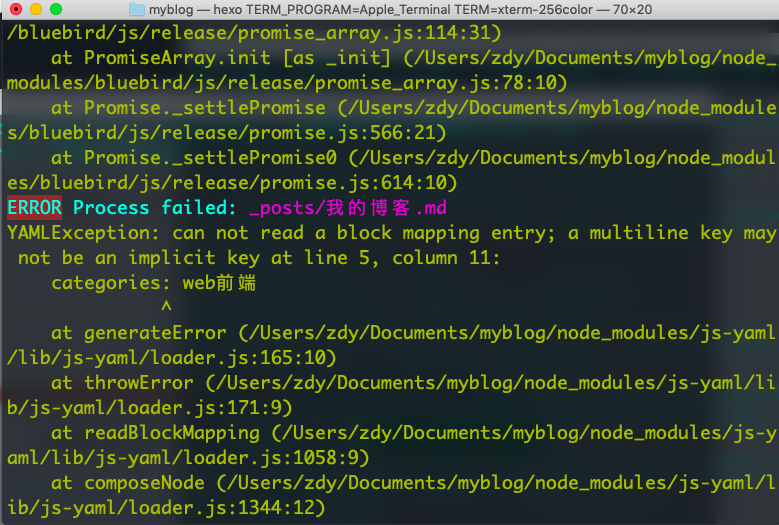 myblog — hexo TERM_PROGRAM=Apple_Terminal TERM=xterm-256color — 70×20
/bluebird/js/release/promise_array.js:114:31)
    at PromiseArray.init [as _init] (/Users/zdy/Documents/myblog/node_
modules/bluebird/js/release/promise_array.js:78:10)
    at Promise._settlePromise (/Users/zdy/Documents/myblog/node_module
s/bluebird/js/release/promise.js:566:21)
    at Promise._settlePromise0 (/Users/zdy/Documents/myblog/node_modul
es/bluebird/js/release/promise.js:614:10)
ERROR Process failed: _posts/我的博客.md
YAMLException: can not read a block mapping entry; a multiline key may
 not be an implicit key at line 5, column 11:
    categories: web前端
              ^
    at generateError (/Users/zdy/Documents/myblog/node_modules/js-yaml
/lib/js-yaml/loader.js:165:10)
    at throwError (/Users/zdy/Documents/myblog/node_modules/js-yaml/li
b/js-yaml/loader.js:171:9)
    at readBlockMapping (/Users/zdy/Documents/myblog/node_modules/js-y
aml/lib/js-yaml/loader.js:1058:9)
    at composeNode (/Users/zdy/Documents/myblog/node_modules/js-yaml/l
ib/js-yaml/loader.js:1344:12)